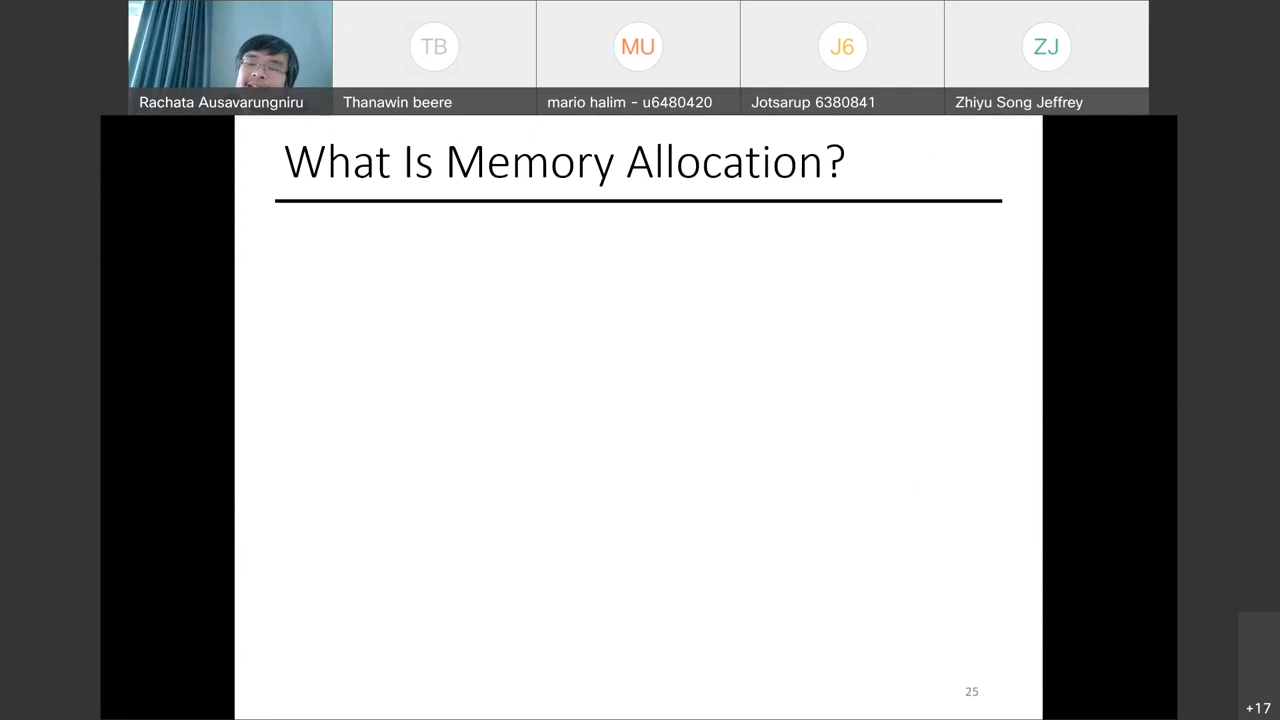 TB
MU
J6
ZJ
Rachata Ausavarungniru
Thanawin beere
mario halim - u6480420
Jotsarup 6380841
Zhiyu Song Jeffrey
What Is Memory Allocation?
25
+17